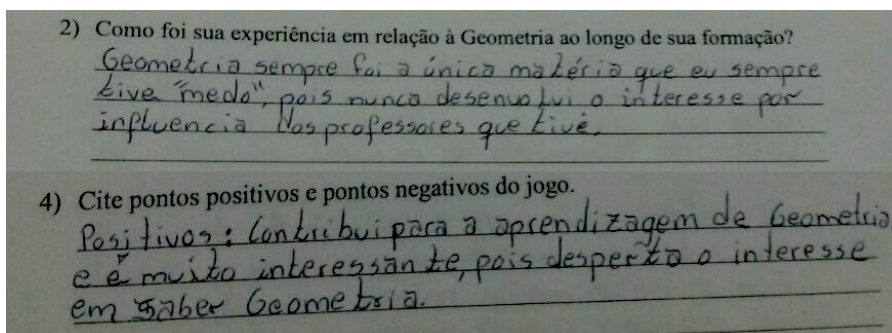 2) Como foi sua experiência em relação à Geometria ao longo de sua formação?
Geometria sempre foi a única matéria que eu sempre
tive "medo", pois nunca desenvolvi o interesse por
influencia dos professores que tive.
4) Cite pontos positivos e pontos negativos do jogo.
Positivos: Contribui para a aprendizagem de Geometria
e é muito interessante, pois desperta o interesse
em saber Geometria.